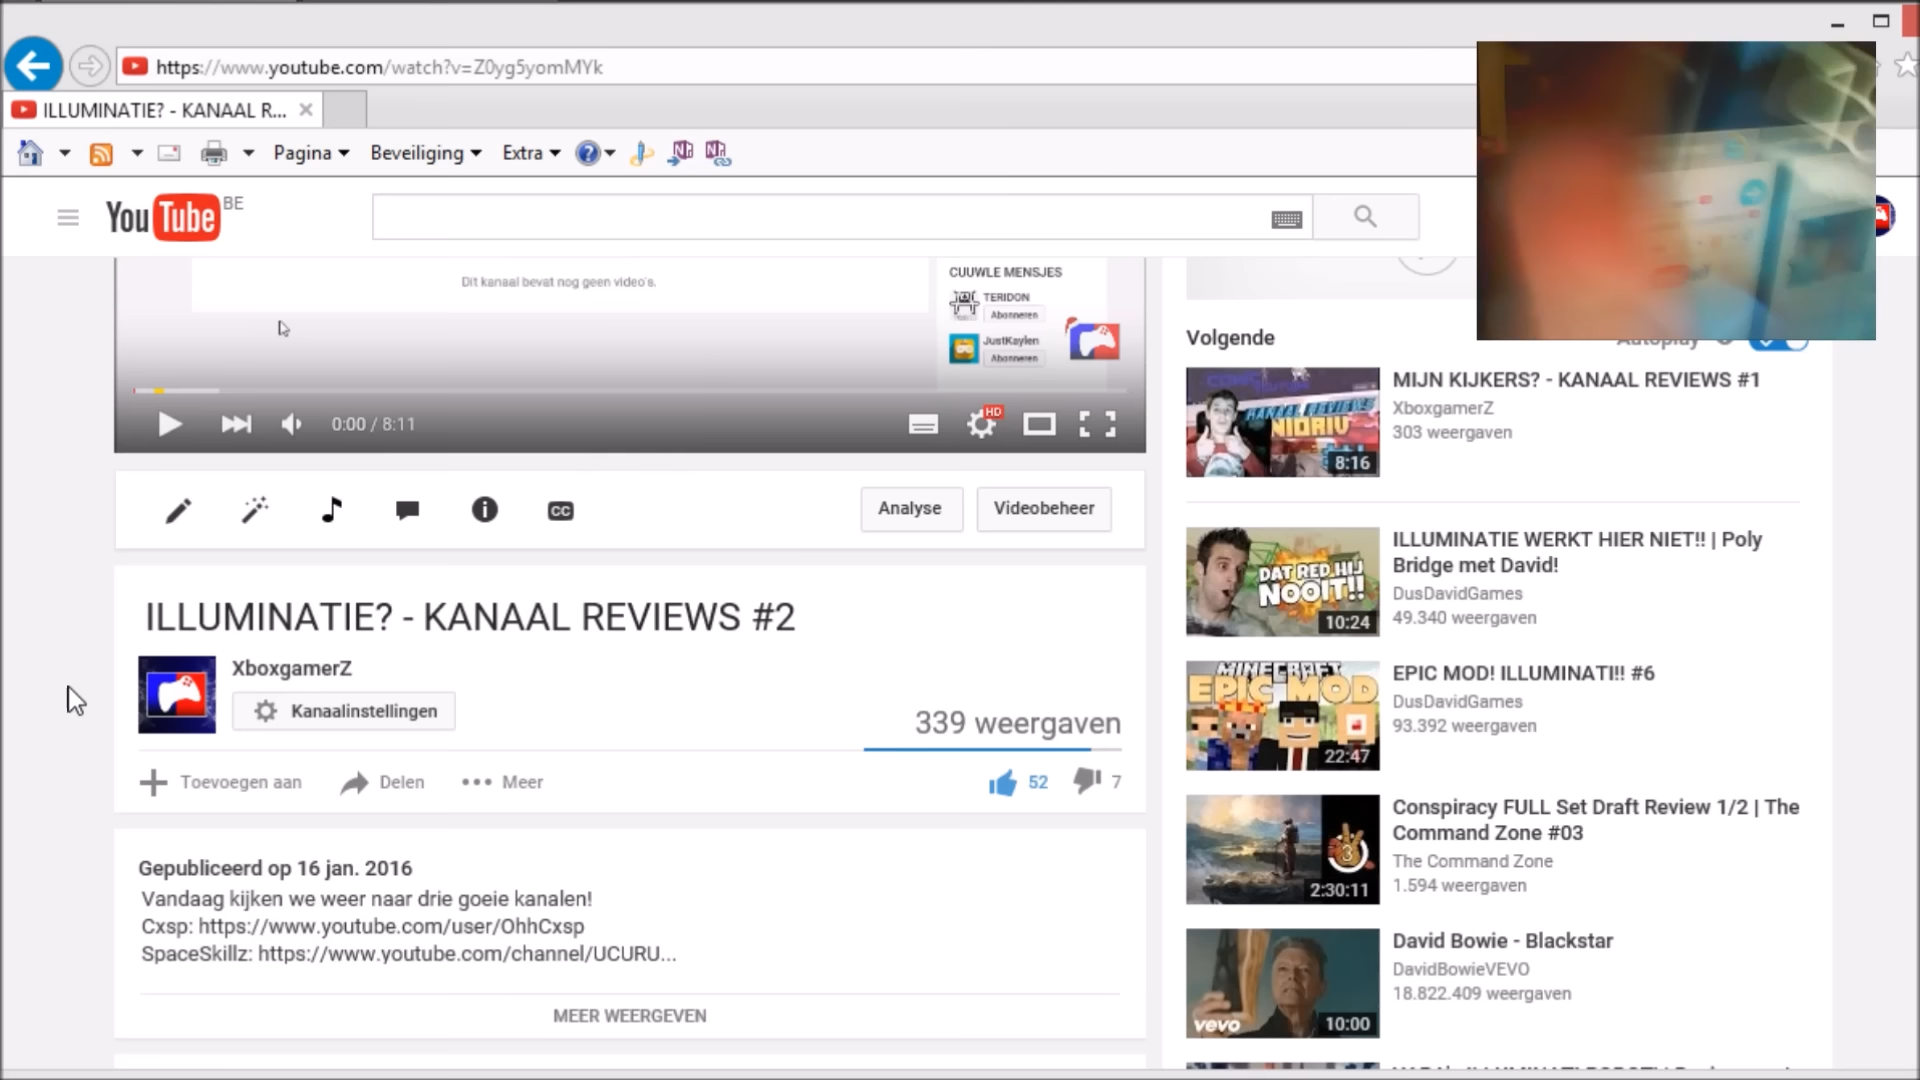 https://www.youtube.com/watch?v=Z0yg5yomMYk
ILLUMINATIE? - KANAAL R...
Pagina
Beveiliging
Extra
YouTube BE
Dit kanaal bevat nog geen video's.
CUUWLE MENSJES
TERIDON
Abonneren
JustKaylen
Abonneren
0:00 / 8:11
HD
CC
Analyse
Videobeheer
ILLUMINATIE? - KANAAL REVIEWS #2
XboxgamerZ
Kanaalinstellingen
339 weergaven
Toevoegen aan
Delen
Meer
52
7
Gepubliceerd op 16 jan. 2016
Vandaag kijken we weer naar drie goeie kanalen!
Cxsp: https://www.youtube.com/user/OhhCxsp
SpaceSkillz: https://www.youtube.com/channel/UCURU...
MEER WEERGEVEN
Volgende
Autoplay
KANAAL REVIEWS
NIDRIV
8:16
MIJN KIJKERS? - KANAAL REVIEWS #1
XboxgamerZ
303 weergaven
DAT RED HIJ
NOOIT!!
10:24
ILLUMINATIE WERKT HIER NIET!! | Poly
Bridge met David!
DusDavidGames
49.340 weergaven
MINECRAFT
EPIC MOD
22:47
EPIC MOD! ILLUMINATI!! #6
DusDavidGames
93.392 weergaven
3
2:30:11
Conspiracy FULL Set Draft Review 1/2 | The
Command Zone #03
The Command Zone
1.594 weergaven
vevo
10:00
David Bowie - Blackstar
DavidBowieVEVO
18.822.409 weergaven